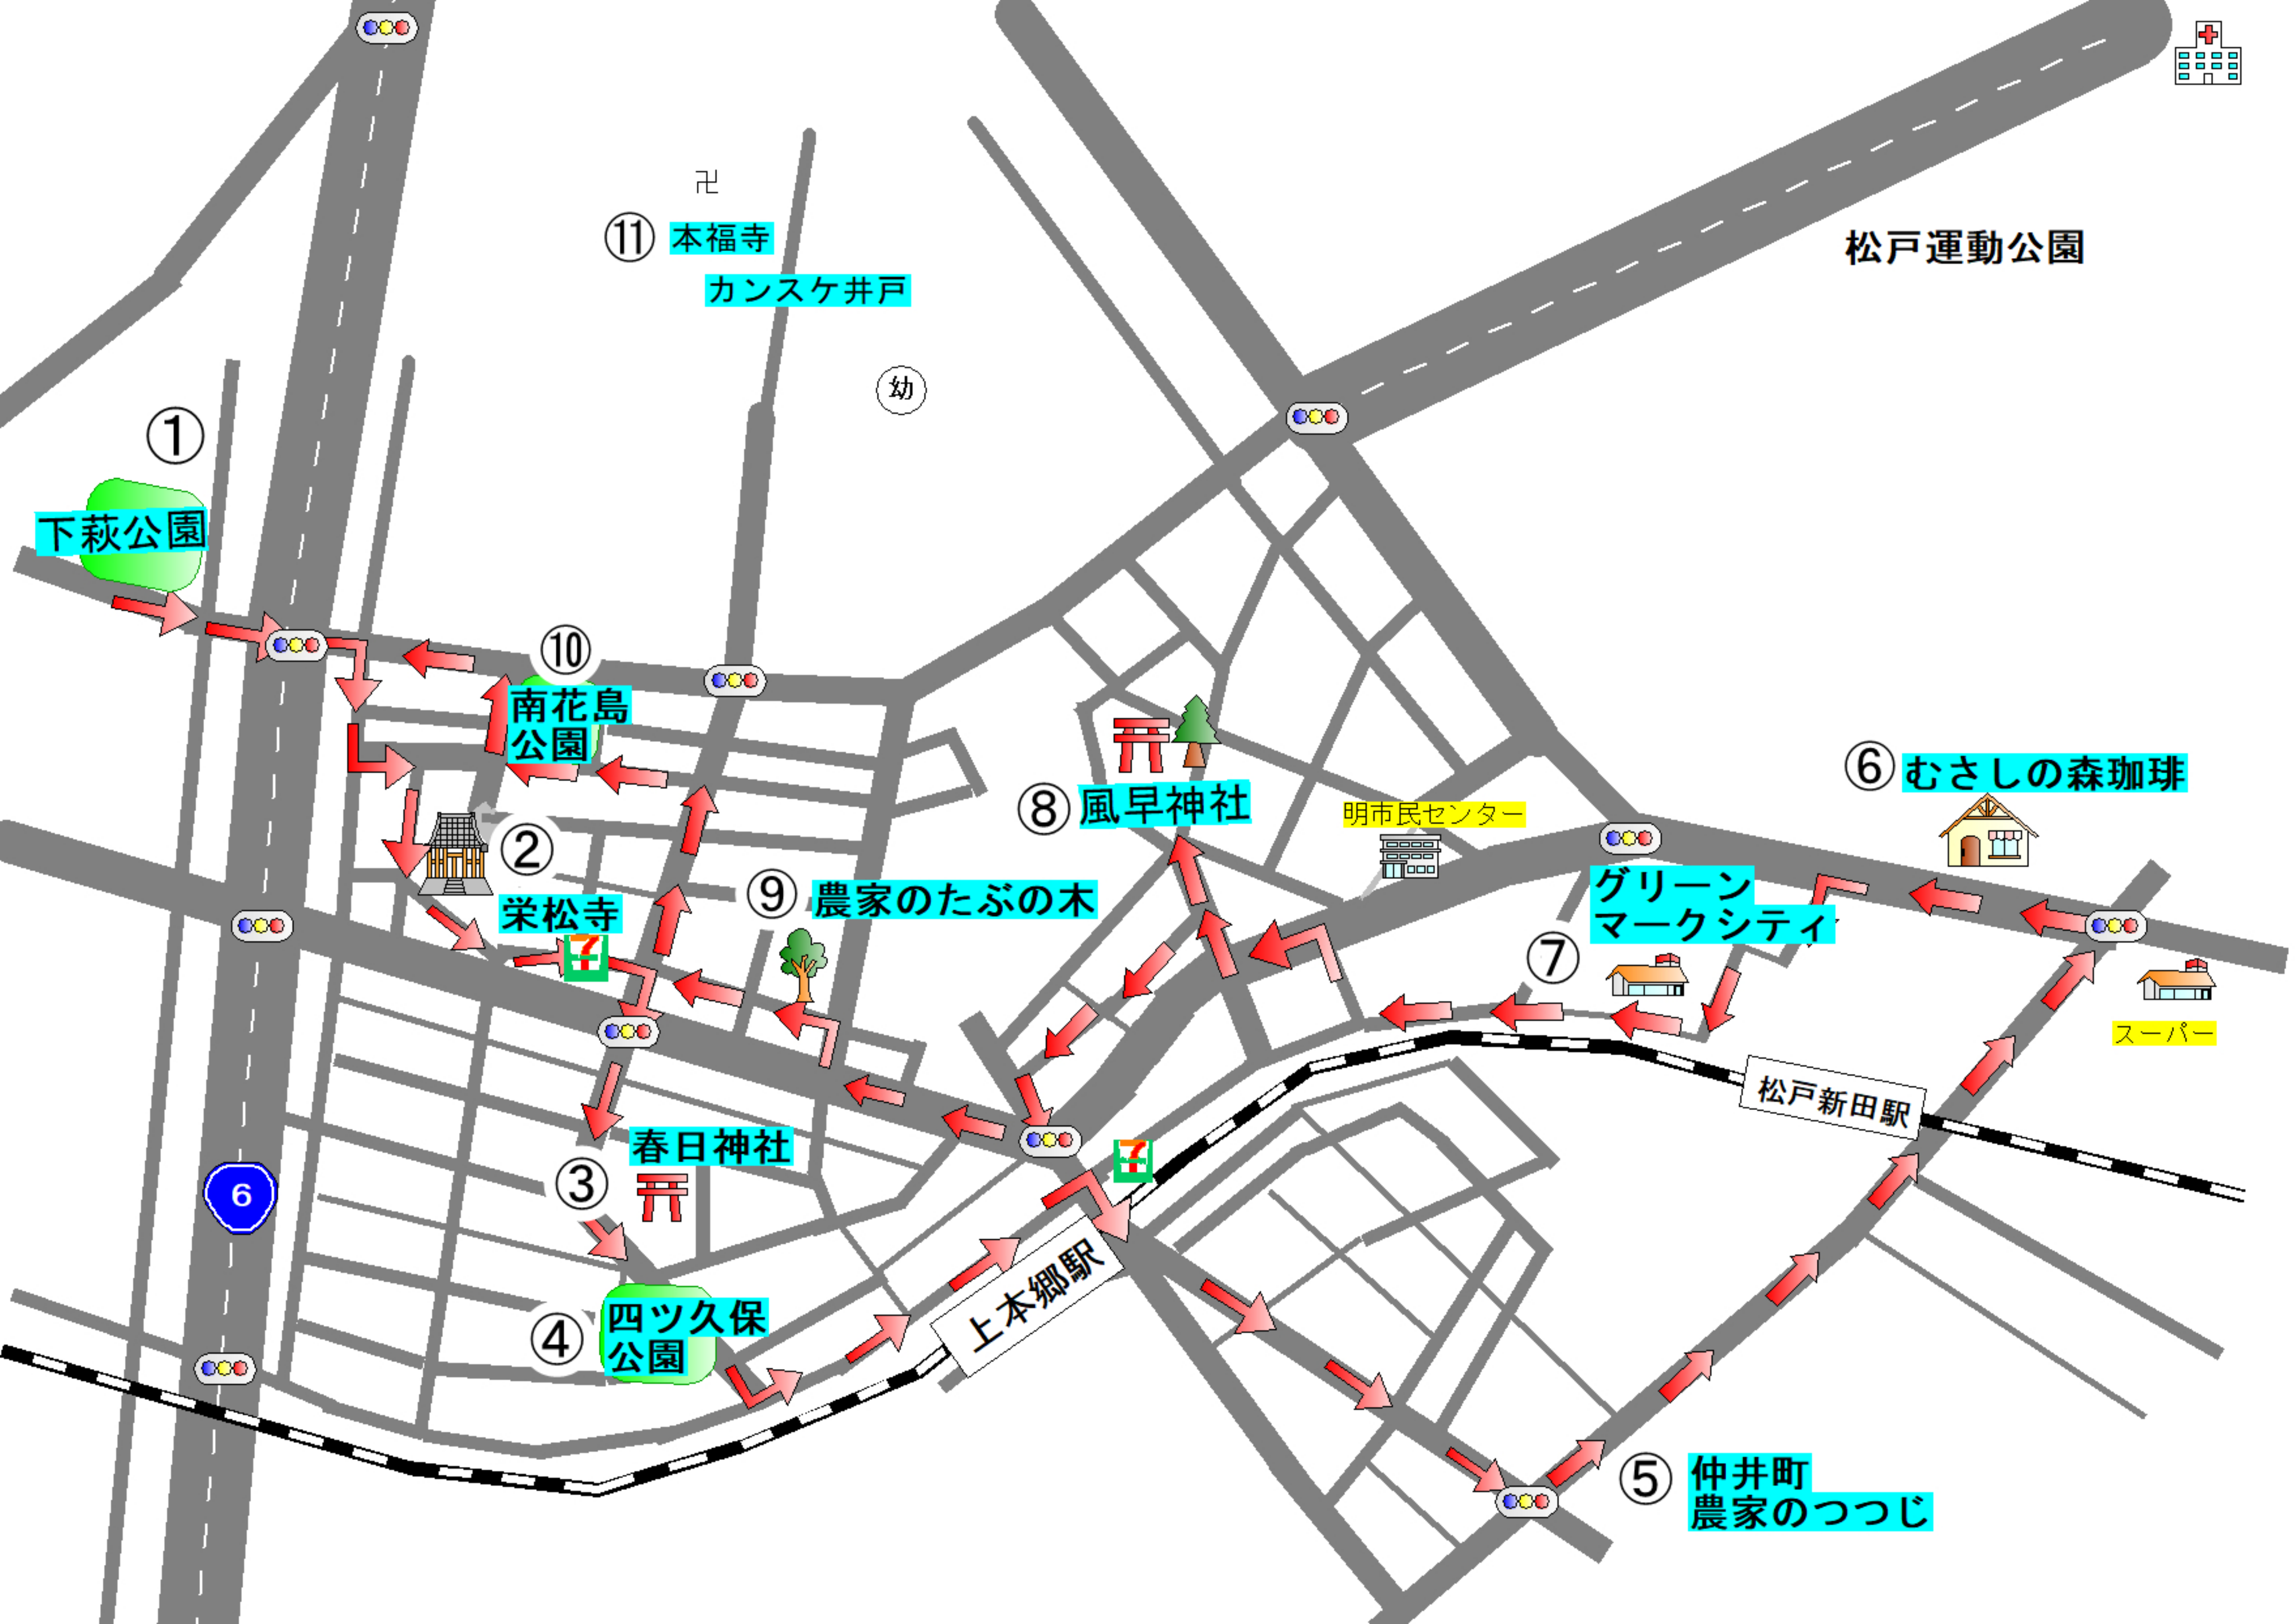 卍
⑪ 本福寺
カンスケ井戸
松戸運動公園
幼
①
下萩公園
⑩
南花島
公園
⑥ むさしの森珈琲
⑧ 風早神社
明市民センター
②
栄松寺
7
⑨ 農家のたぶの木
グリーン
マークシティ
⑦
スーパー
松戸新田駅
春日神社
③
7
6
上本郷駅
④
四ツ久保
公園
⑤
仲井町
農家のつつじ